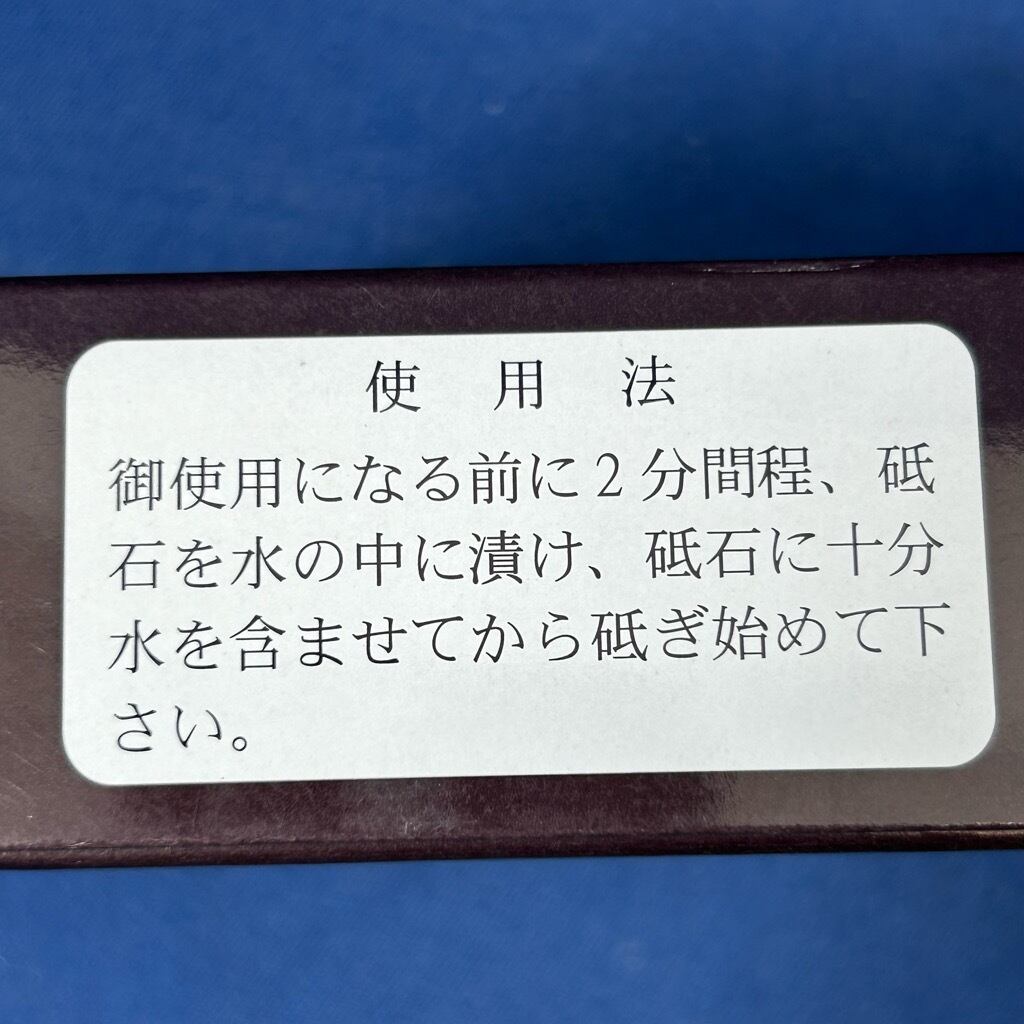 使用法
御使用になる前に2分間程、砥
石を水の中に漬け、砥石に十分
水を含ませてから砥ぎ始めて下
さい。